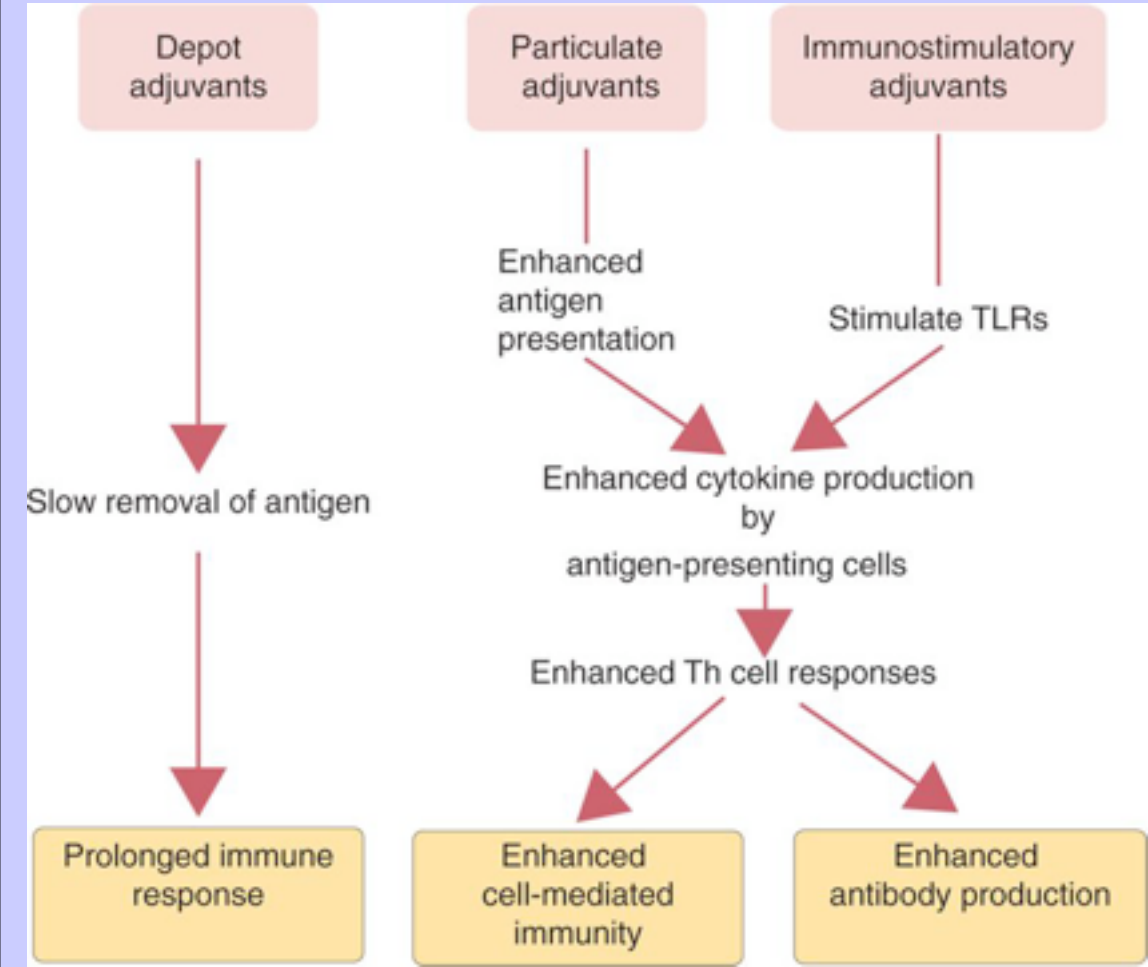 Depot
adjuvants
Particulate
adjuvants
Immunostimulatory
adjuvants
Enhanced
antigen
presentation
Stimulate TLRs
Slow removal of antigen
Enhanced cytokine production
by
antigen-presenting cells
Enhanced Th cell responses
Prolonged immune
response
Enhanced
cell-mediated
immunity
Enhanced
antibody production